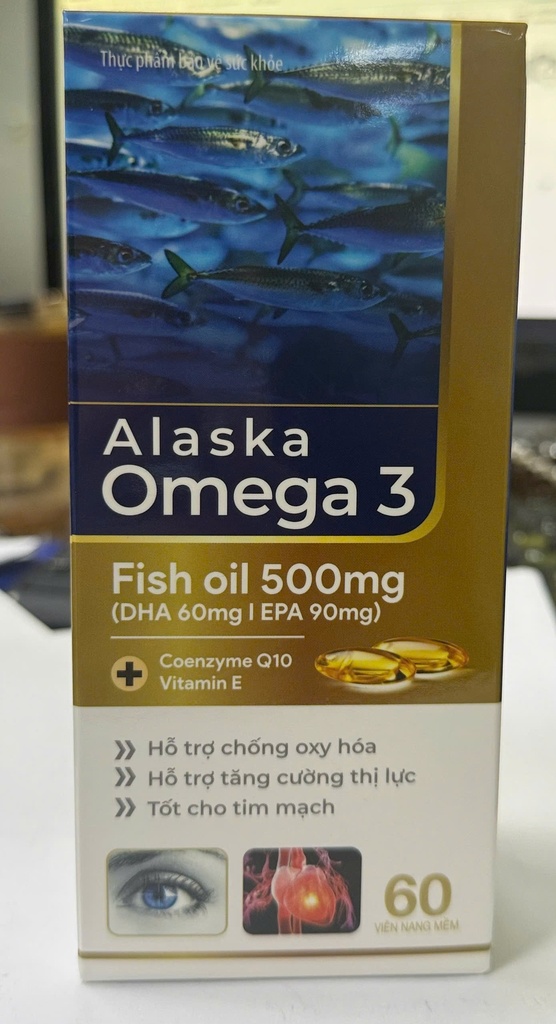 Thực phẩm bảo vệ sức khỏe
Alaska
Omega 3
Fish oil 500mg
(DHA 60mg | EPA 90mg)
Coenzyme Q10
Vitamin E
Hỗ trợ chống oxy hóa
Hỗ trợ tăng cường thị lực
Tốt cho tim mạch
60
VIÊN NANG MỀM